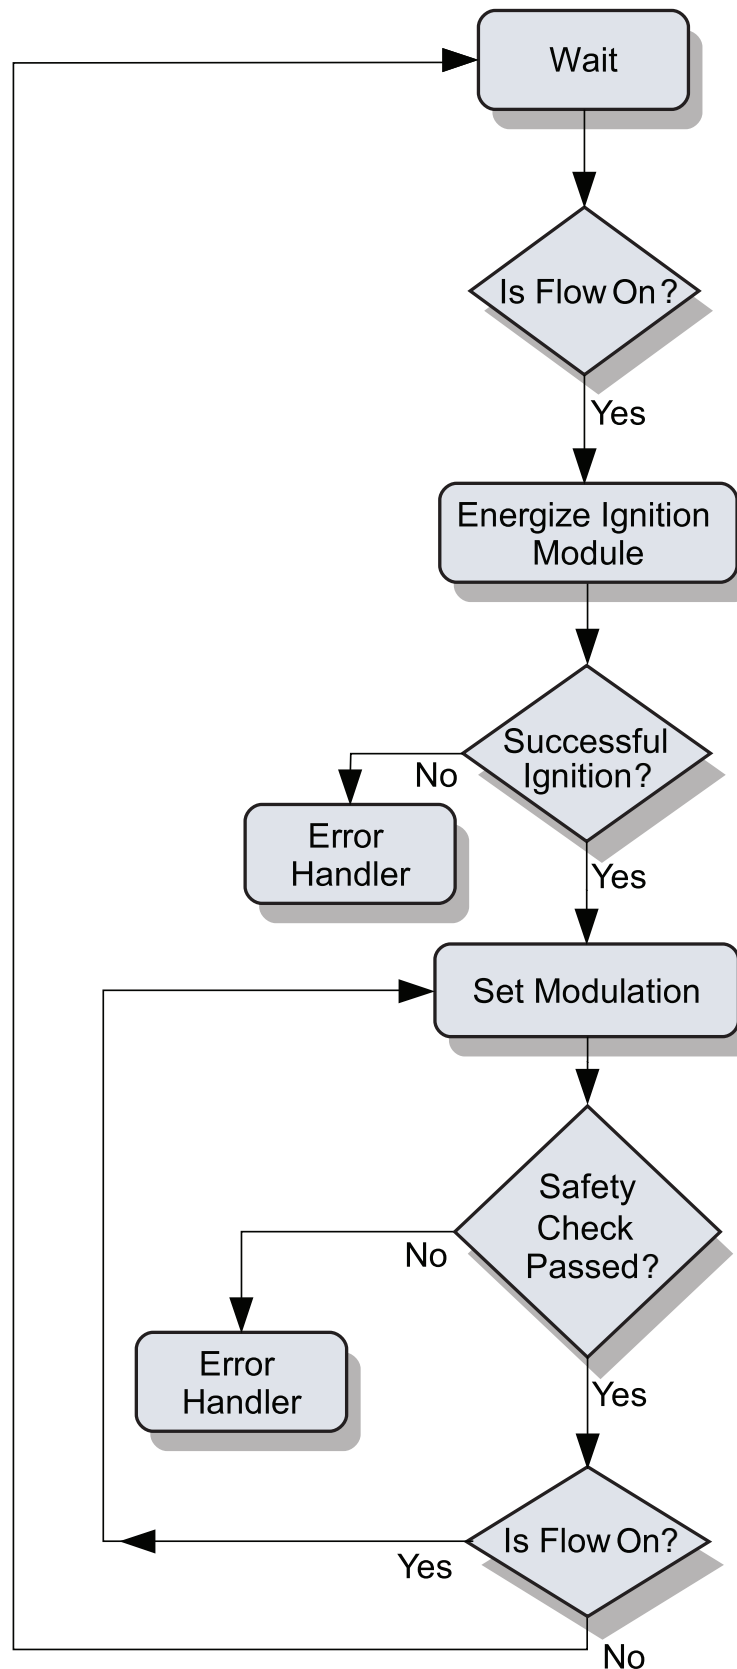 Wait
Is Flow On?
Yes
Energize Ignition
Module
Successful
Ignition?
No
Error
Handler
Yes
Set Modulation
Safety
Check
Passed?
No
Error
Handler
Yes
Is Flow On?
Yes
No